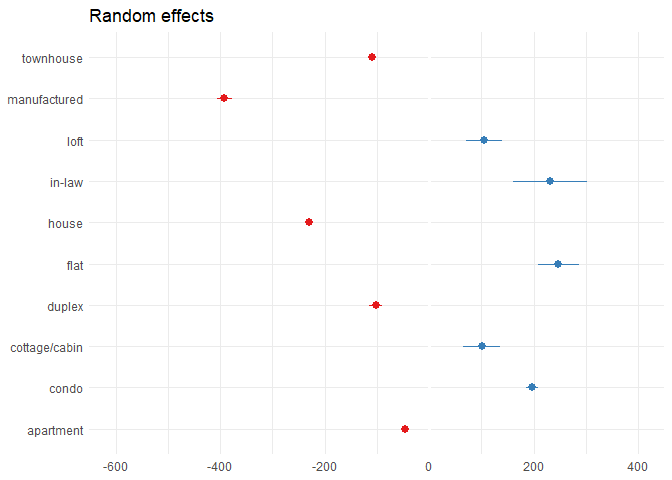 Random effects
townhouse
manufactured
loft
in-law
house
flat
duplex
cottage/cabin
condo
apartment
-600 -400 -200 0 200 400